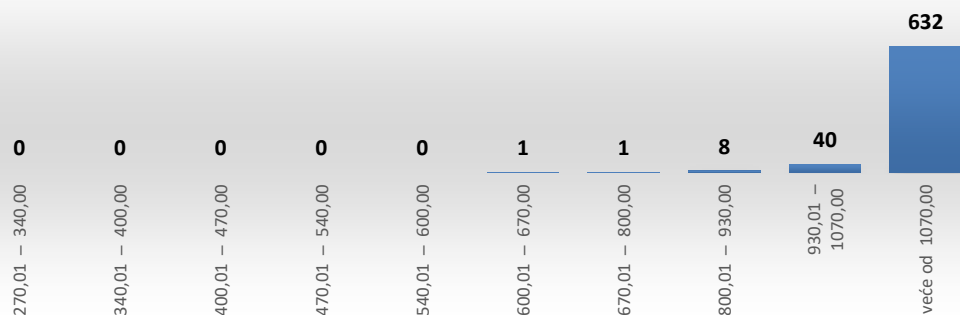 632
0
0
0
0
0
1
1
8
40
270,01 – 340,00
340,01 – 400,00
400,01 – 470,00
470,01 – 540,00
540,01 – 600,00
600,01 – 670,00
670,01 – 800,00
800,01 – 930,00
930,01 –
1070,00
veće od 1070,00